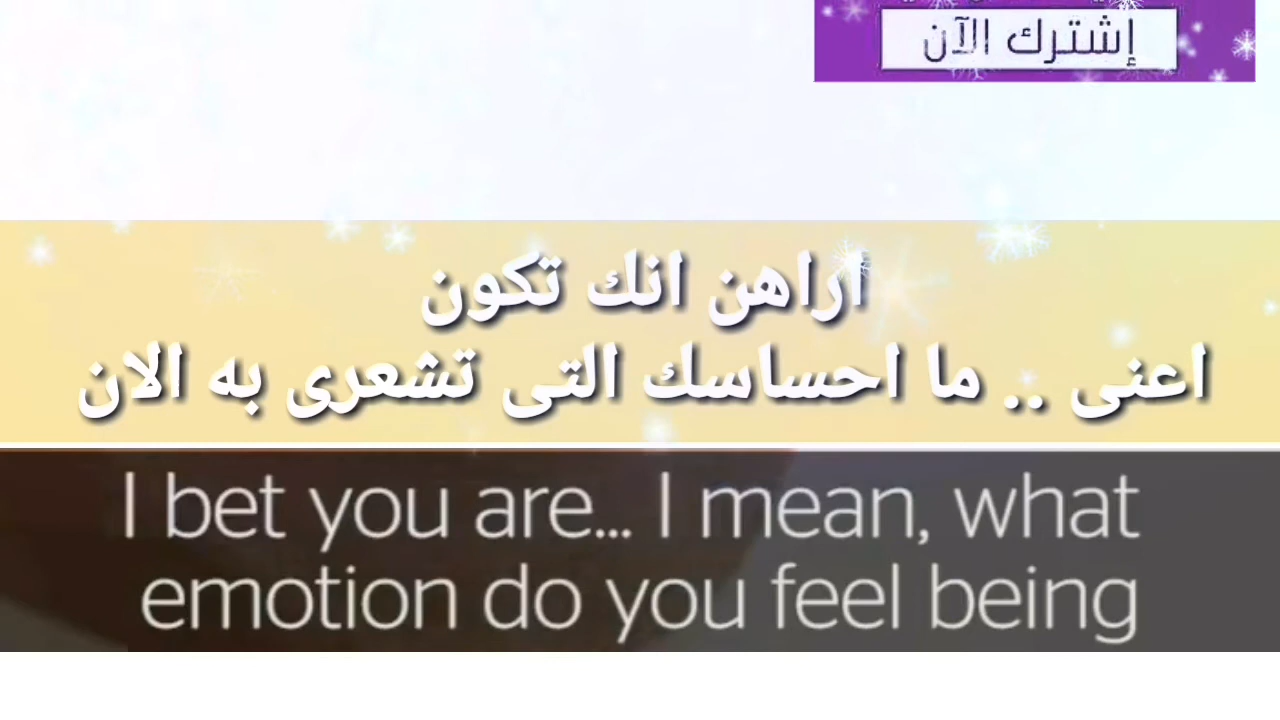 إشترك الآن
اراهن انك تكون
اعنى .. ما احساسك التى تشعرى به الان
I bet you are... I mean, what
emotion do you feel being